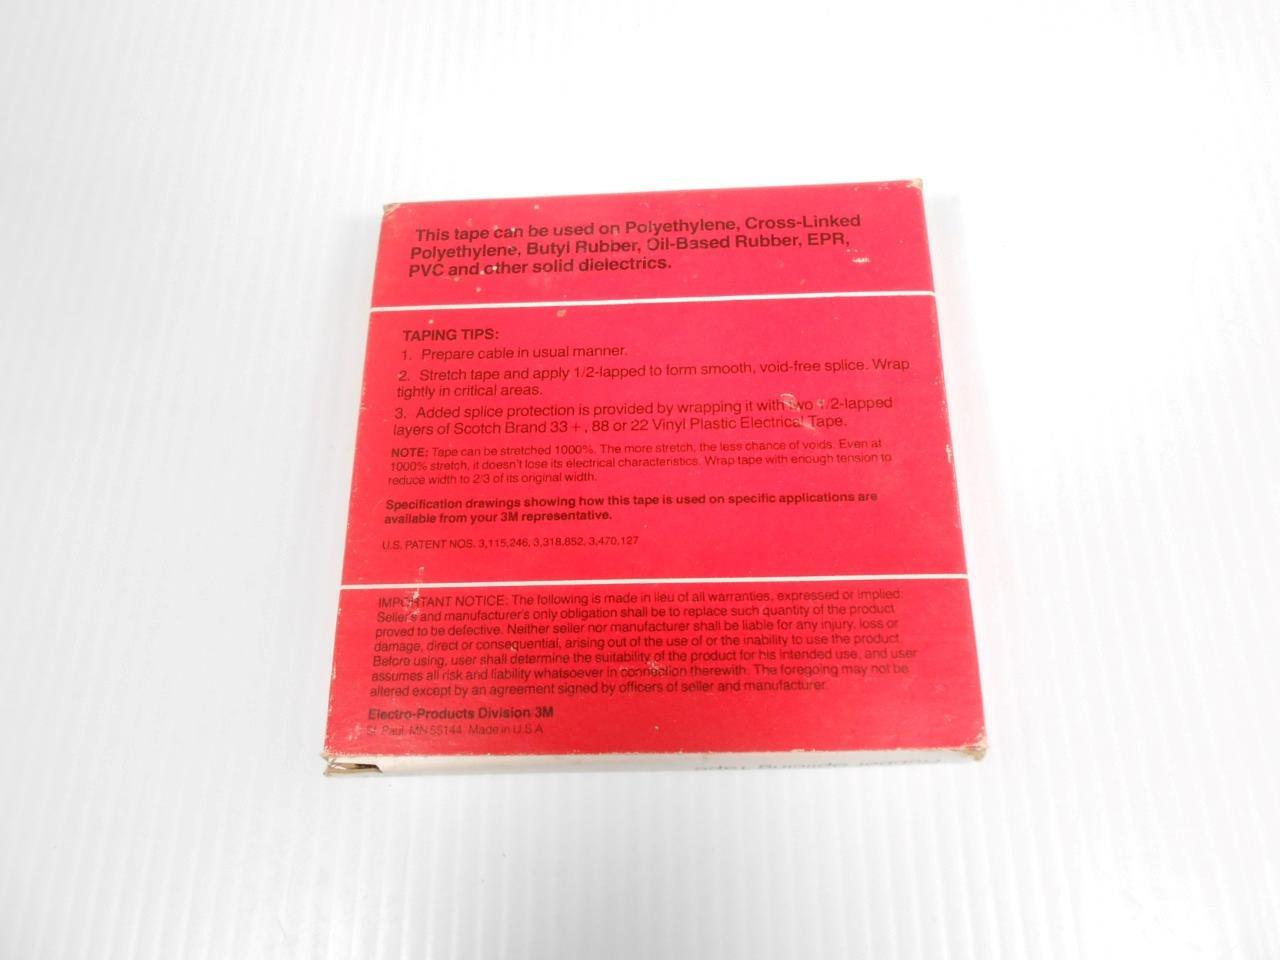 This tape can be used on Polyethylene, Cross-Linked
Polyethylene, Butyl Rubber, Oil-Based Rubber, EPR,
PVC and other solid dielectrics.
TAPING TIPS:
1. Prepare cable in usual manner.
2. Stretch tape and apply 1/2-lapped to form smooth, void-free splice. Wrap
tightly in critical areas.
3. Added splice protection is provided by wrapping it with two 1/2-lapped
layers of Scotch Brand 33 + , 88 or 22 Vinyl Plastic Electrical Tape.
NOTE: Tape can be stretched 1000%. The more stretch, the less chance of voids. Even at
1000% stretch, it doesn't lose its electrical characteristics. Wrap tape with enough tension to
reduce width to 2/3 of its original width.
Specification drawings showing how this tape is used on specific applications are
available from your 3M representative.
U.S. PATENT NOS. 3,115,246, 3,318,852, 3,470,127
IMPORTANT NOTICE: The following is made in lieu of all warranties, expressed or implied:
Seller's and manufacturer's only obligation shall be to replace such quantity of the product
proved to be defective. Neither seller nor manufacturer shall be liable for any injury, loss or
damage, direct or consequential, arising out of the use of or the inability to use the product.
Before using, user shall determine the suitability of the product for his intended use, and user
assumes all risk and liability whatsoever in connection therewith. The foregoing may not be
altered except by an agreement signed by officers of seller and manufacturer.
Electro-Products Division 3M
St. Paul, MN 55144 Made in U.S.A.
Rubber Splicing Tape